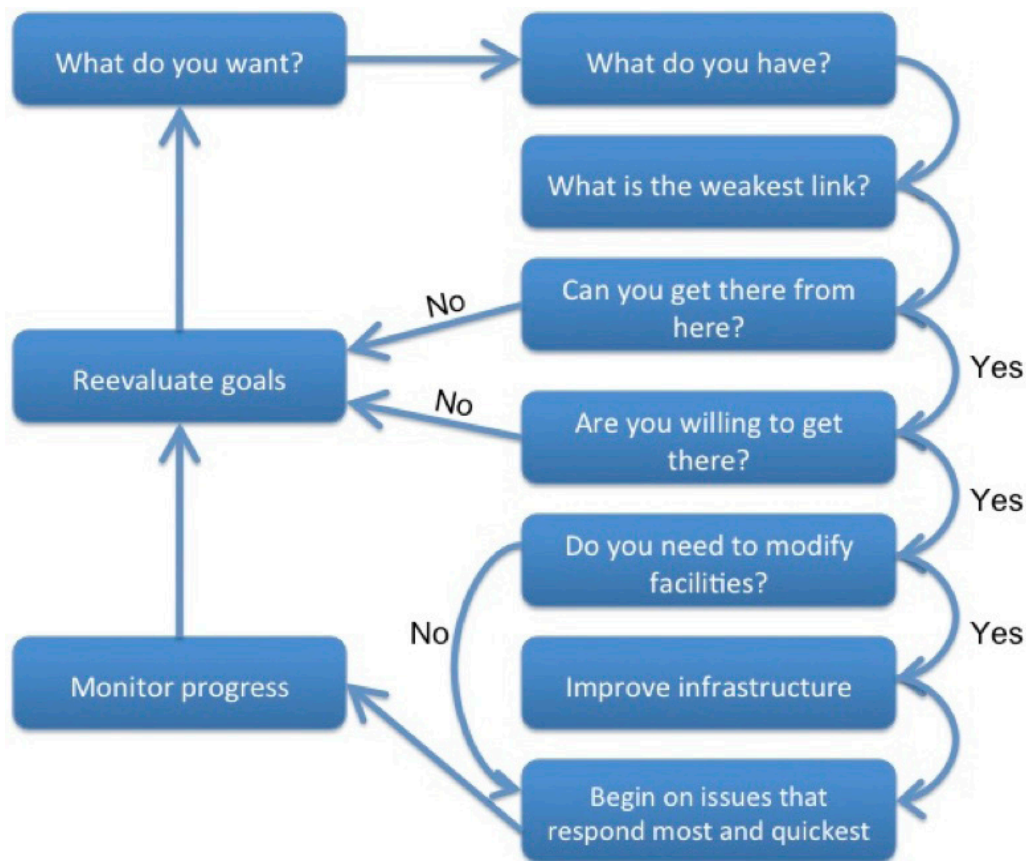 What do you want?
What do you have?
What is the weakest link?
Can you get there from
here?
No
Yes
Reevaluate goals
No
Are you willing to get
there?
Yes
Do you need to modify
facilities?
No
Yes
Monitor progress
Improve infrastructure
Begin on issues that
respond most and quickest